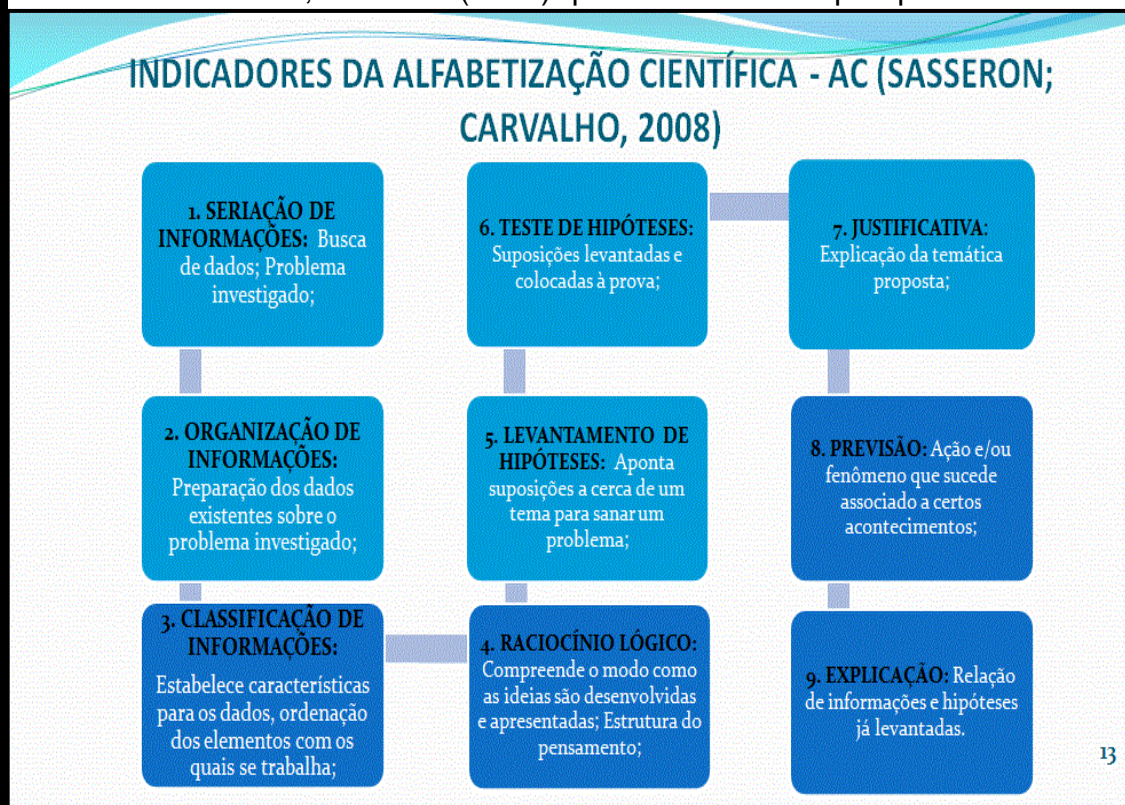 INDICADORES DA ALFABETIZAÇÃO CIENTÍFICA - AC (SASSERON;
CARVALHO, 2008)
1. SERIAÇÃO DE
INFORMAÇÕES: Busca
de dados; Problema
investigado;
2. ORGANIZAÇÃO DE
INFORMAÇÕES:
Preparação dos dados
existentes sobre o
problema investigado;
3. CLASSIFICAÇÃO DE
INFORMAÇÕES:
Estabelece características
para os dados, ordenação
dos elementos com os
quais se trabalha;
4. RACIOCÍNIO LÓGICO:
Compreende o modo como
as ideias são desenvolvidas
e apresentadas; Estrutura do
pensamento;
5. LEVANTAMENTO DE
HIPÓTESES: Aponta
suposições a cerca de um
tema para sanar um
problema;
6. TESTE DE HIPÓTESES:
Suposições levantadas e
colocadas à prova;
7. JUSTIFICATIVA:
Explicação da temática
proposta;
8. PREVISÃO: Ação e/ou
fenômeno que sucede
associado a certos
acontecimentos;
9. EXPLICAÇÃO: Relação
de informações e hipóteses
já levantadas.
13